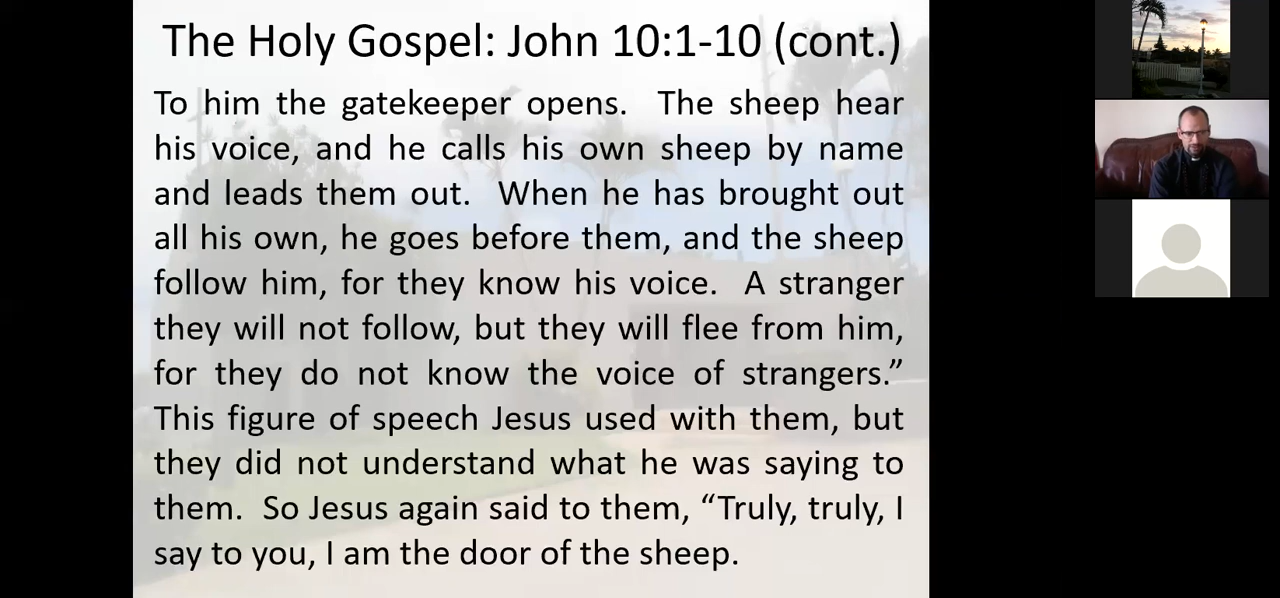 The Holy Gospel: John 10:1-10 (cont.)
To him the gatekeeper opens.  The sheep hear
his voice, and he calls his own sheep by name
and leads them out.  When he has brought out
all his own, he goes before them, and the sheep
follow him, for they know his voice.  A stranger
they will not follow, but they will flee from him,
for they do not know the voice of strangers.”
This figure of speech Jesus used with them, but
they did not understand what he was saying to
them.  So Jesus again said to them, “Truly, truly, I
say to you, I am the door of the sheep.